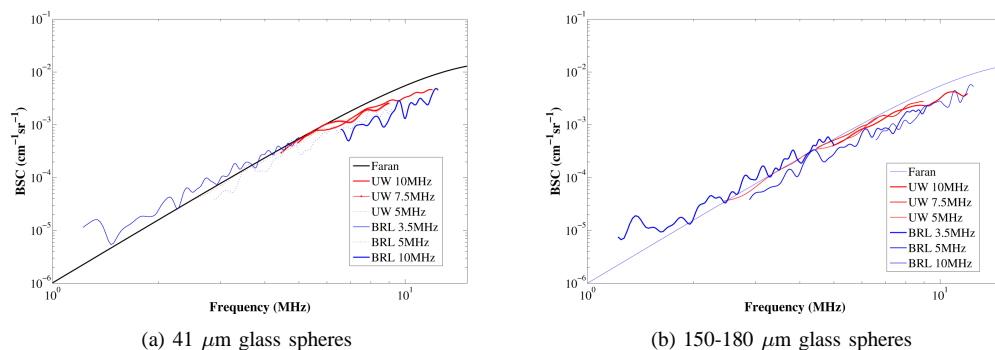 10⁻¹
10⁻²
10⁻³
10⁻⁴
10⁻⁵
10⁻⁶
BSC (cm⁻¹sr⁻¹)
10⁰
10¹
Frequency (MHz)
Faran
UW 10MHz
UW 7.5MHz
UW 5MHz
BRL 3.5MHz
BRL 5MHz
BRL 10MHz
(a) 41 μm glass spheres
10⁻¹
10⁻²
10⁻³
10⁻⁴
10⁻⁵
10⁻⁶
BSC (cm⁻¹sr⁻¹)
10⁰
10¹
Frequency (MHz)
Faran
UW 10MHz
UW 7.5MHz
UW 5MHz
BRL 3.5MHz
BRL 5MHz
BRL 10MHz
(b) 150-180 μm glass spheres